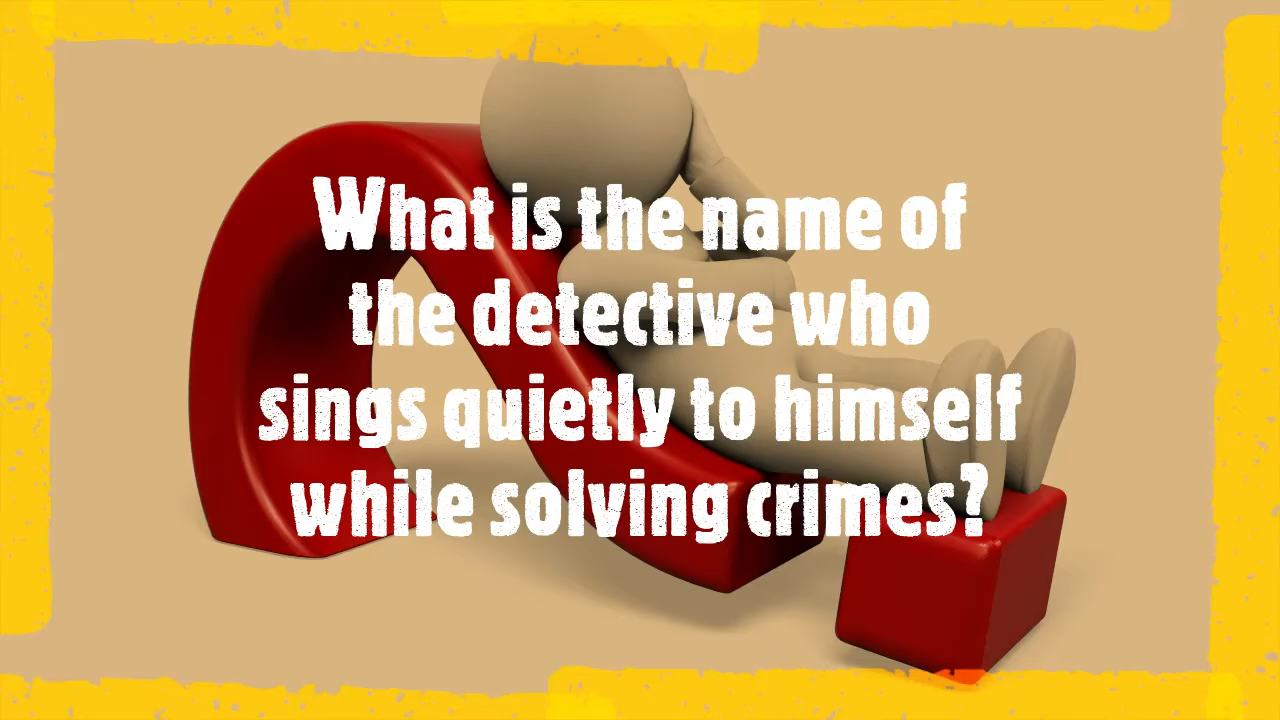 What is the name of
the detective who
sings quietly to himself
while solving crimes?